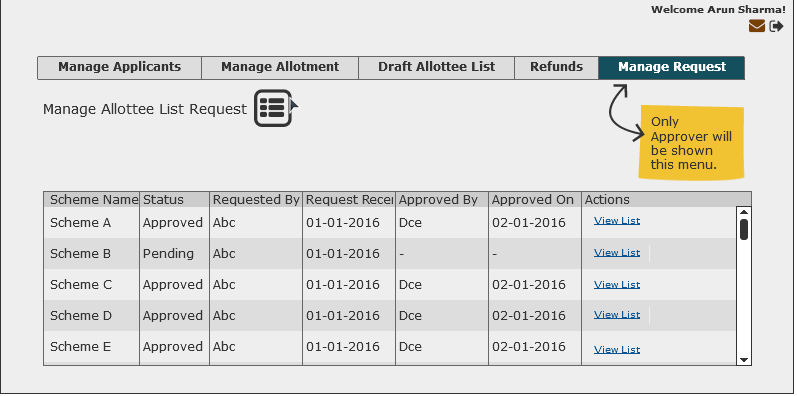 Welcome Arun Sharma!
Manage Applicants Manage Allotment Draft Allottee List Refunds Manage Request
Manage Allottee List Request
Only
Approver will
be shown
this menu.
Scheme Name Status Requested By Request Recei Approved By Approved On Actions
Scheme A Approved Abc 01-01-2016 Dce 02-01-2016 View List
Scheme B Pending Abc 01-01-2016 - - View List
Scheme C Approved Abc 01-01-2016 Dce 02-01-2016 View List
Scheme D Approved Abc 01-01-2016 Dce 02-01-2016 View List
Scheme E Approved Abc 01-01-2016 Dce 02-01-2016 View List